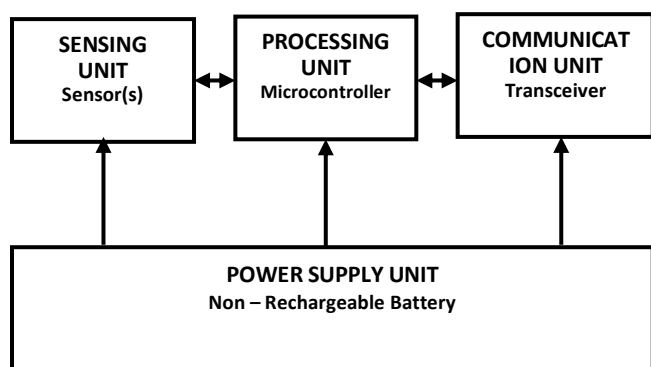 SENSING
UNIT
Sensor(s)
PROCESSING
UNIT
Microcontroller
COMMUNICAT
ION UNIT
Transceiver
POWER SUPPLY UNIT
Non – Rechargeable Battery